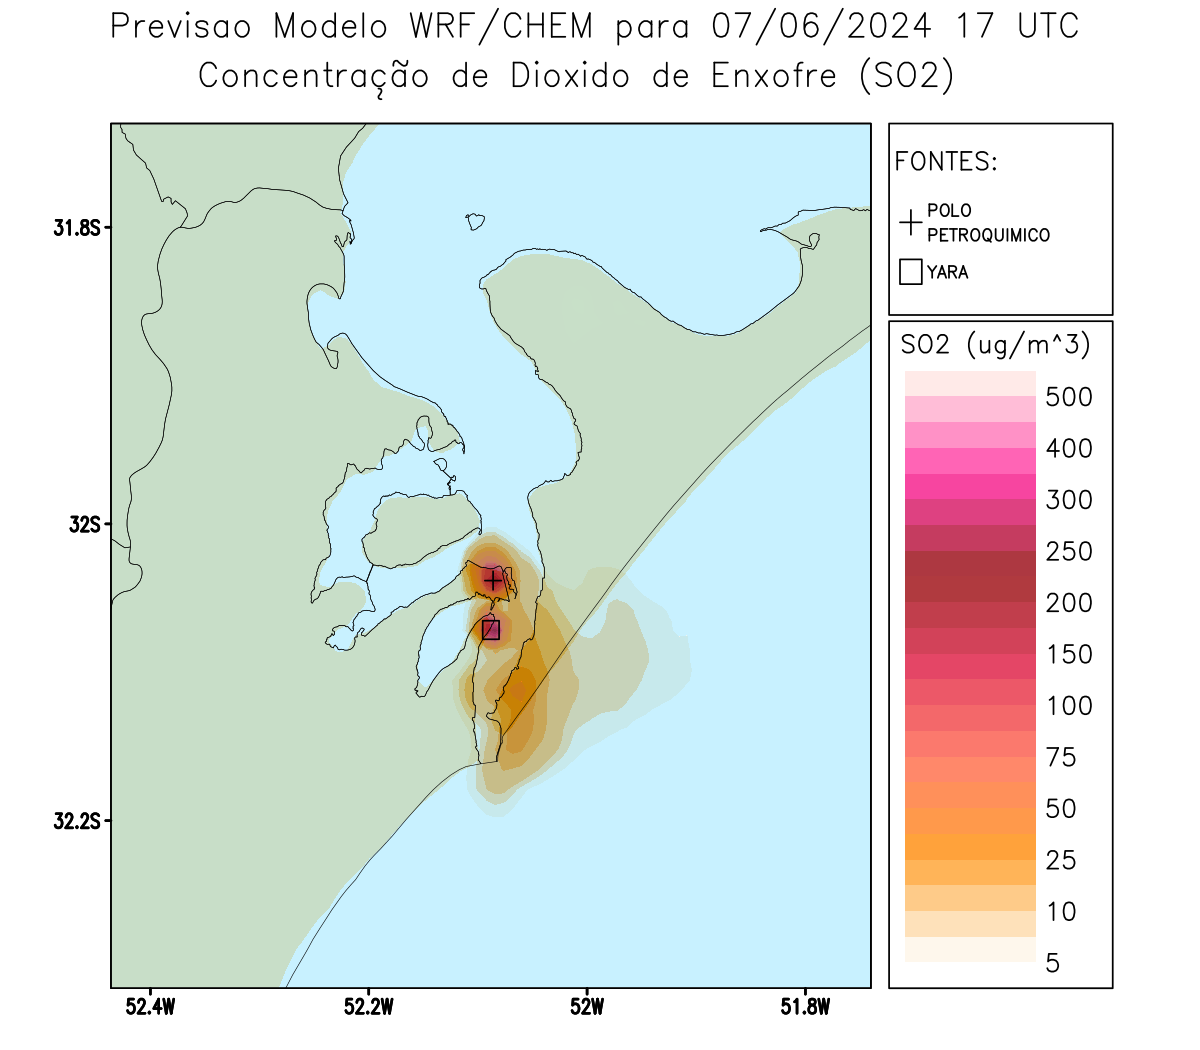 Previsao Modelo WRF/CHEM para 07/06/2024 17 UTC
Concentração de Dioxido de Enxofre (SO2)
FONTES:
POLO
PETROQUIMICO
YARA
31.8S
32S
32.2S
52.4W
52.2W
52W
51.8W
SO2 (ug/m^3)
500
400
300
250
200
150
100
75
50
25
10
5